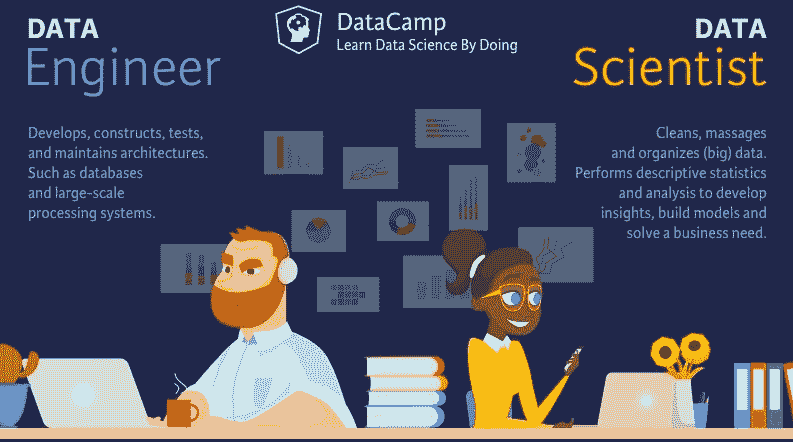 DATA
Engineer
Develops, constructs, tests,
and maintains architectures.
Such as databases
and large-scale
processing systems.
DataCamp
Learn Data Science By Doing
DATA
Scientist
Cleans, massages
and organizes (big) data.
Performs descriptive statistics
and analysis to develop
insights, build models and
solve a business need.